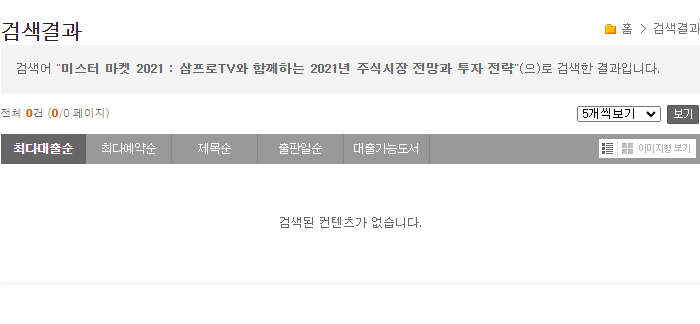 검색결과
홈 > 검색결과
검색어 "미스터 마켓 2021 : 삼프로TV와 함께하는 2021년 주식시장 전망과 투자 전략"(으)로 검색한 결과입니다.
전체 0건 (0/0 페이지)
5개씩보기 보기
최다대출순 최다예약순 제목순 출판일순 대출가능도서 이미지형 보기
검색된 컨텐츠가 없습니다.